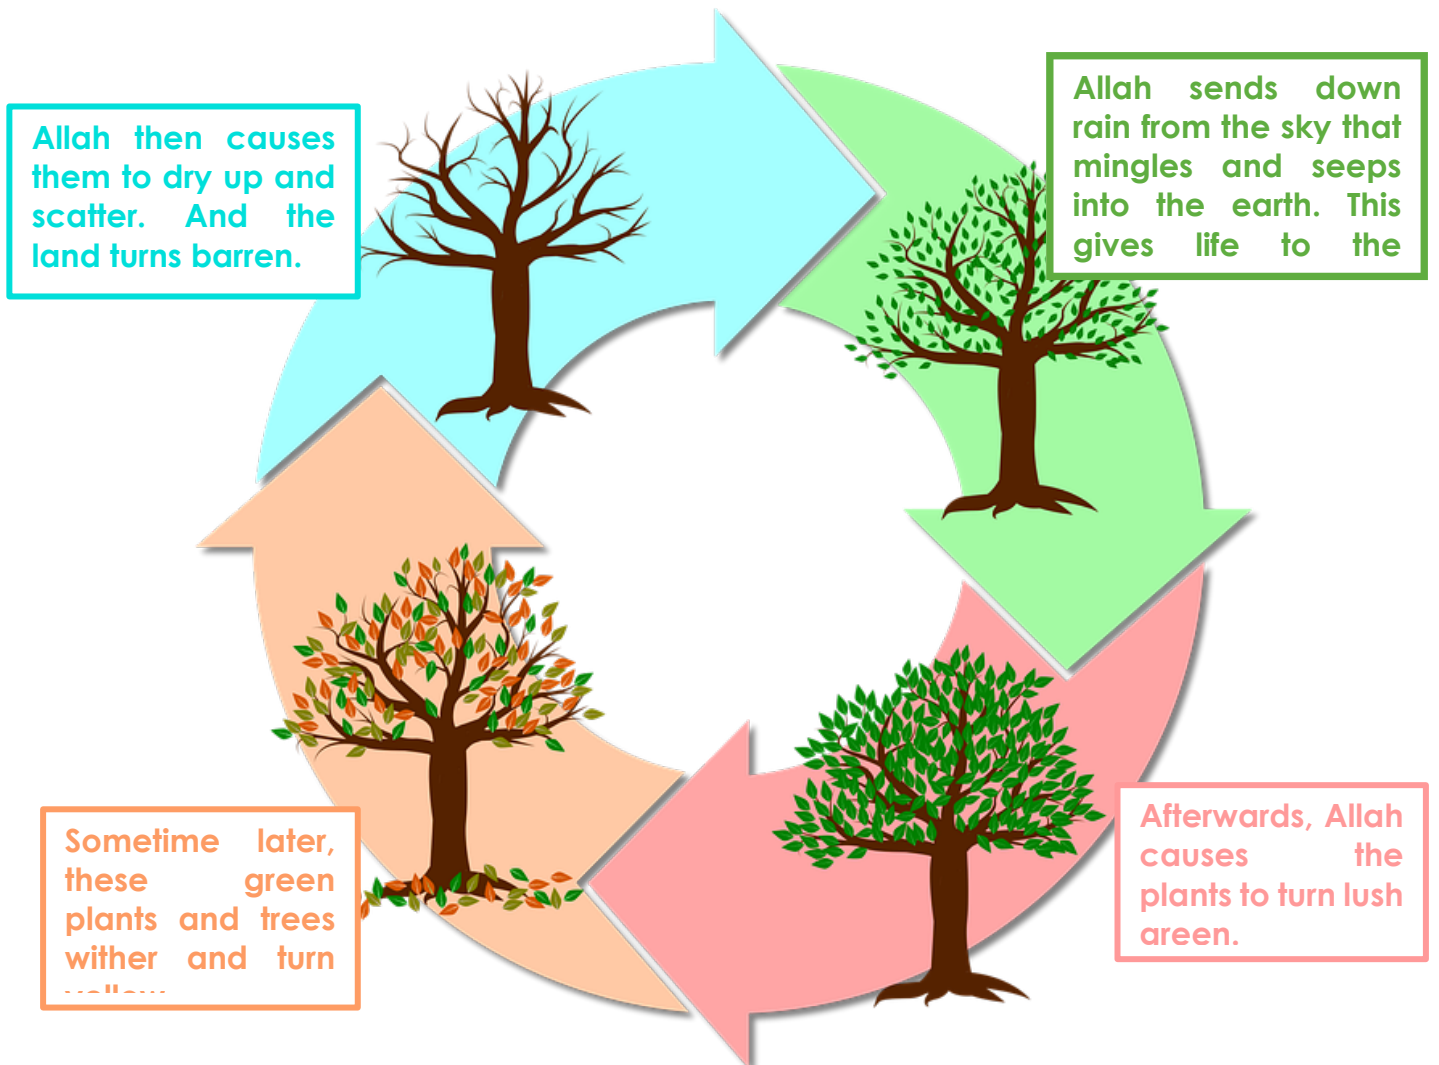 Allah sends down
rain from the sky that
mingles and seeps
into the earth. This
gives life to the
Afterwards, Allah
causes the
plants to turn lush
green.
Sometime later,
these green
plants and trees
wither and turn
yellow
Allah then causes
them to dry up and
scatter. And the
land turns barren.